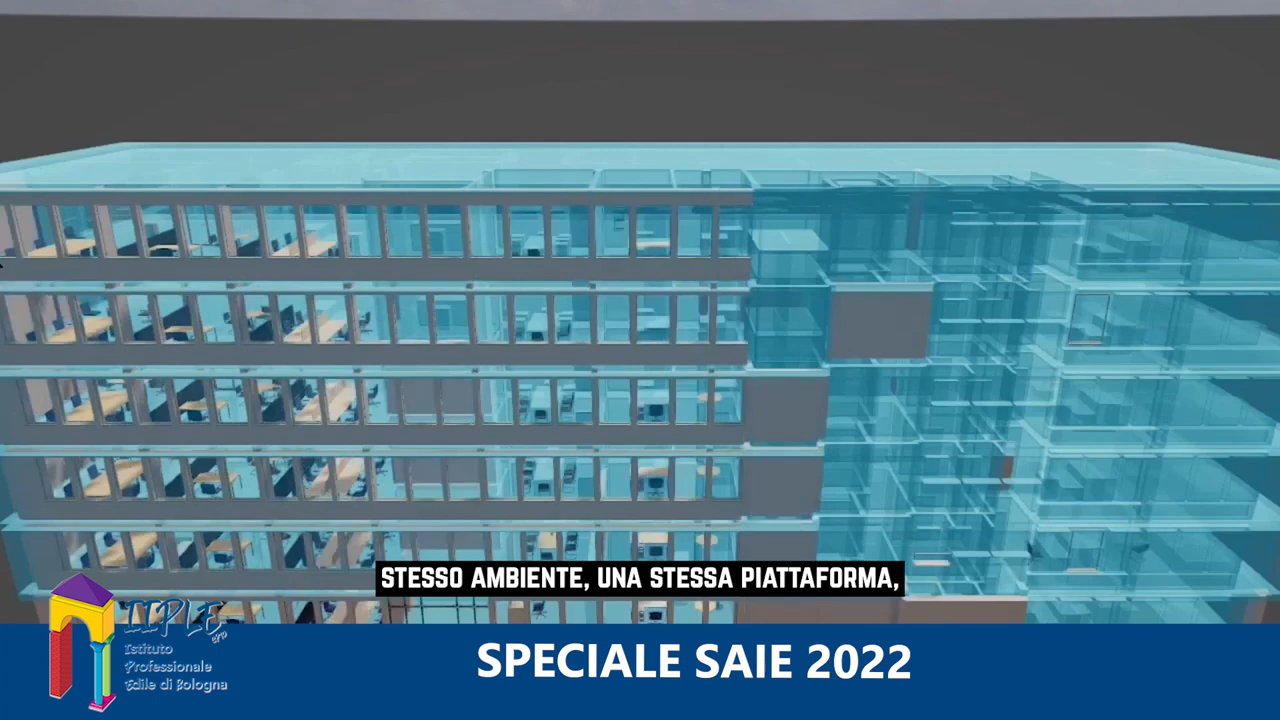 STESSO AMBIENTE, UNA STESSA PIATTAFORMA,
IIPLE
Istituto
Professionale
Edile di Bologna
SPECIALE SAIE 2022